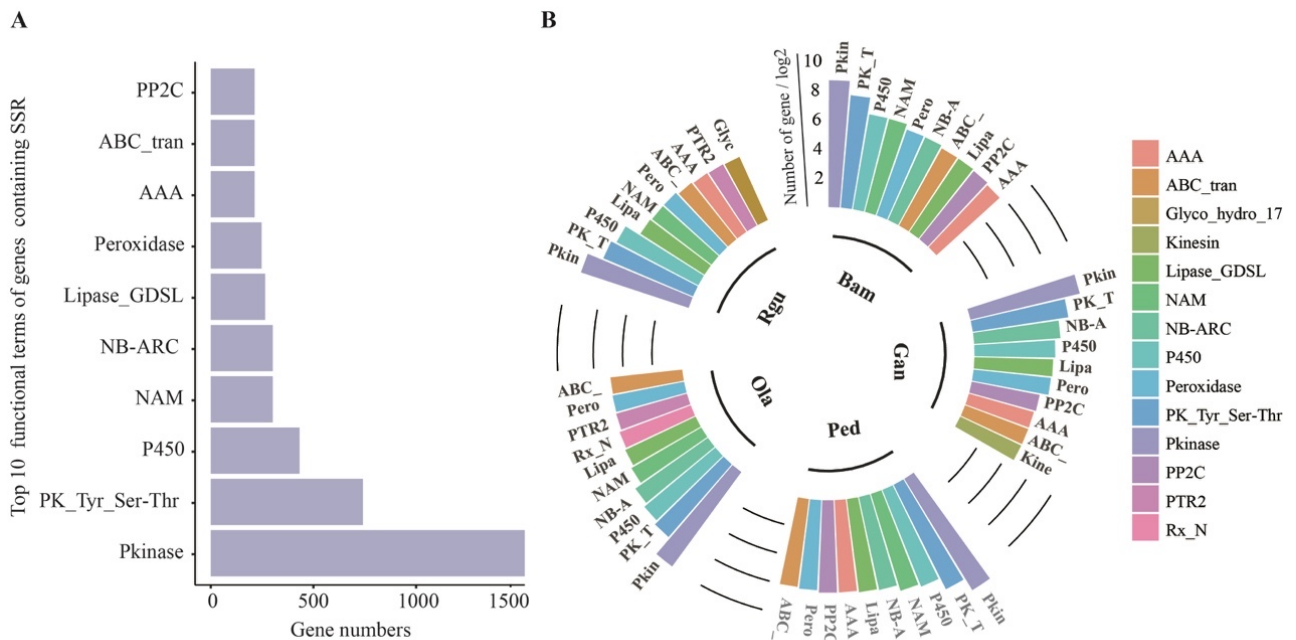 A
Top 10 functional terms of genes containing SSR
PP2C
ABC_tran
AAA
Peroxidase
Lipase_GDSL
NB-ARC
NAM
P450
PK_Tyr_Ser-Thr
Pkinase
0 500 1000 1500
Gene numbers
B
Number of gene / log2
10
8
6
4
2
Pkin
PK_T
P450
NAM
Pero
NB-A
ABC_
Lipa
PP2C
AAA
Bam
Pkin
PK_T
NB-A
P450
Lipa
Pero
PP2C
AAA
ABC_
Kine
Gan
Pkin
PK_T
P450
NAM
NB-A
Lipa
AAA
PP2C
Pero
ABC_
Ped
Pkin
PK_T
P450
NB-A
NAM
Lipa
Rx_N
PTR2
Pero
ABC_
Ola
Pkin
PK_T
P450
Lipa
NAM
Pero
ABC_
AAA
PTR2
Glyc
Rgu
AAA
ABC_tran
Glyco_hydro_17
Kinesin
Lipase_GDSL
NAM
NB-ARC
P450
Peroxidase
PK_Tyr_Ser-Thr
Pkinase
PP2C
PTR2
Rx_N